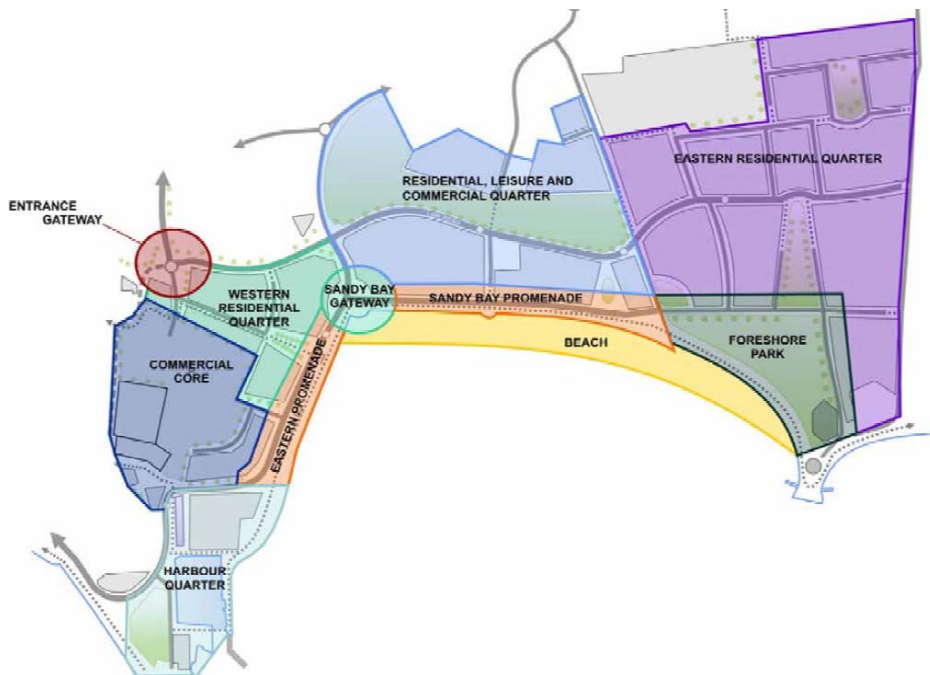 EASTERN RESIDENTIAL QUARTER
RESIDENTIAL, LEISURE AND
COMMERCIAL QUARTER
ENTRANCE
GATEWAY
WESTERN
RESIDENTIAL
QUARTER
SANDY BAY
GATEWAY
SANDY BAY PROMENADE
BEACH
FORESHORE
PARK
COMMERCIAL
CORE
EASTERN PROMENADE
HARBOUR
QUARTER